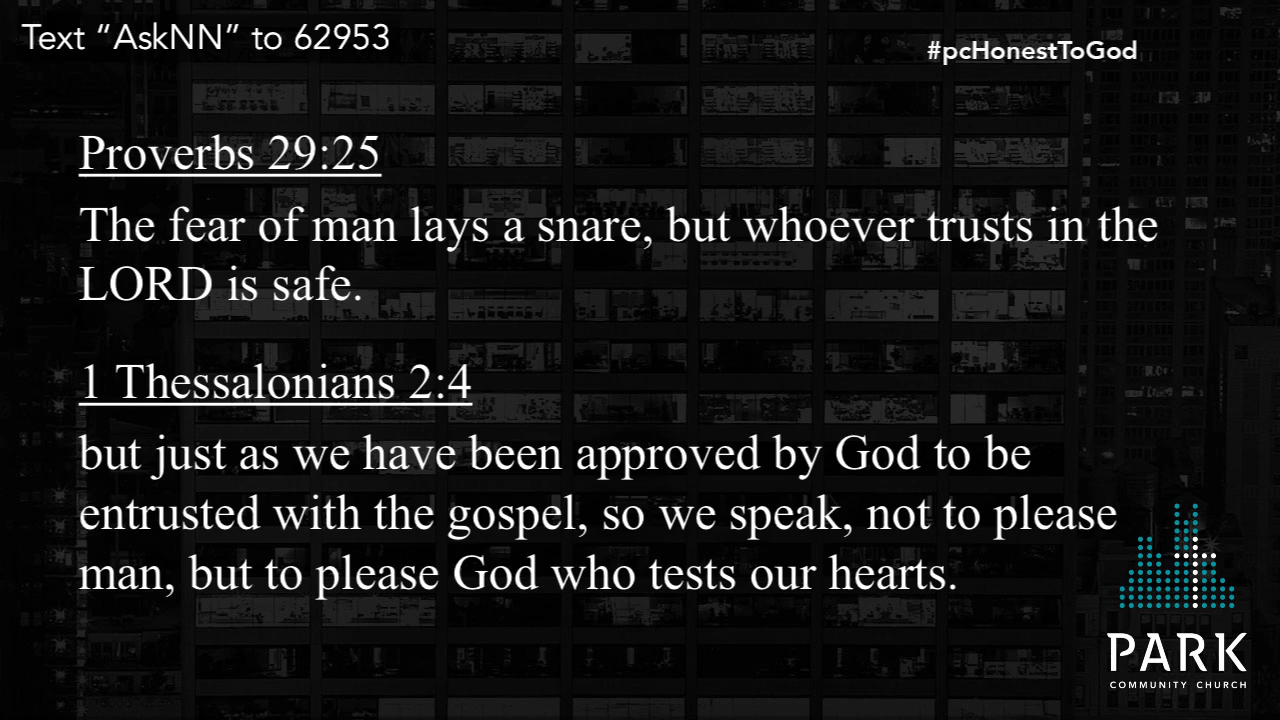 Text “AskNN” to 62953
#pcHonestToGod
Proverbs 29:25
The fear of man lays a snare, but whoever trusts in the
LORD is safe.
1 Thessalonians 2:4
but just as we have been approved by God to be
entrusted with the gospel, so we speak, not to please
man, but to please God who tests our hearts.
PARK
COMMUNITY CHURCH